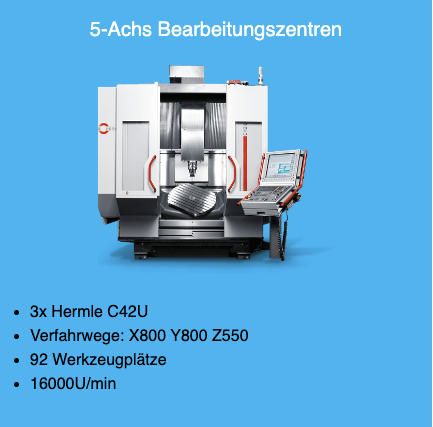 5-Achs Bearbeitungszentren
3x Hermle C42U
Verfahrwege: X800 Y800 Z550
92 Werkzeugplätze
16000U/min